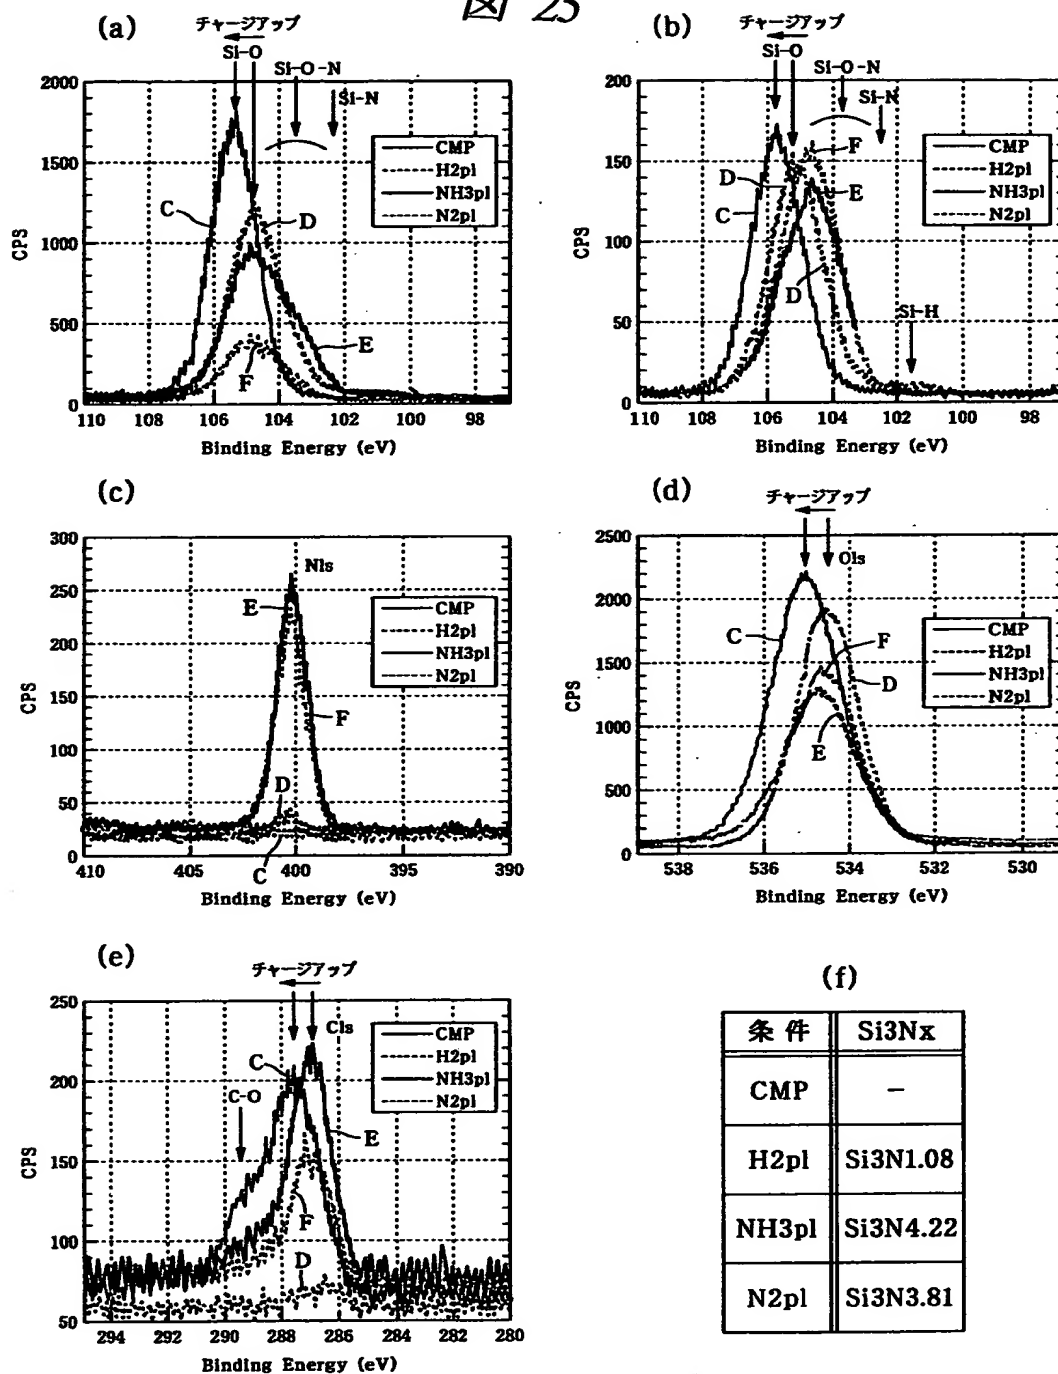 図 25
(a)
チャージアップ
Si-O
Si-O-N
Si-N
2000
1500
1000
500
0
CPS
CMP
H2pl
NH3pl
N2pl
C
D
E
F
110 108 106 104 102 100 98
Binding Energy (eV)
(b)
チャージアップ
Si-O
Si-O-N
Si-N
Si-H
200
150
100
50
0
CPS
CMP
H2pl
NH3pl
N2pl
F
D
E
C
D
110 108 106 104 102 100 98
Binding Energy (eV)
(c)
300
250
200
150
100
50
0
CPS
N1s
CMP
H2pl
NH3pl
N2pl
E
F
D
C
410 405 400 395 390
Binding Energy (eV)
(d)
チャージアップ
O1s
2500
2000
1500
1000
500
0
CPS
CMP
H2pl
NH3pl
N2pl
C
F
D
E
538 536 534 532 530
Binding Energy (eV)
(e)
チャージアップ
C1s
C-O
250
200
150
100
50
CPS
CMP
H2pl
NH3pl
N2pl
C
E
F
D
294 292 290 288 286 284 282 280
Binding Energy (eV)
(f)
条件 Si3Nx
CMP –
H2pl Si3N1.08
NH3pl Si3N4.22
N2pl Si3N3.81